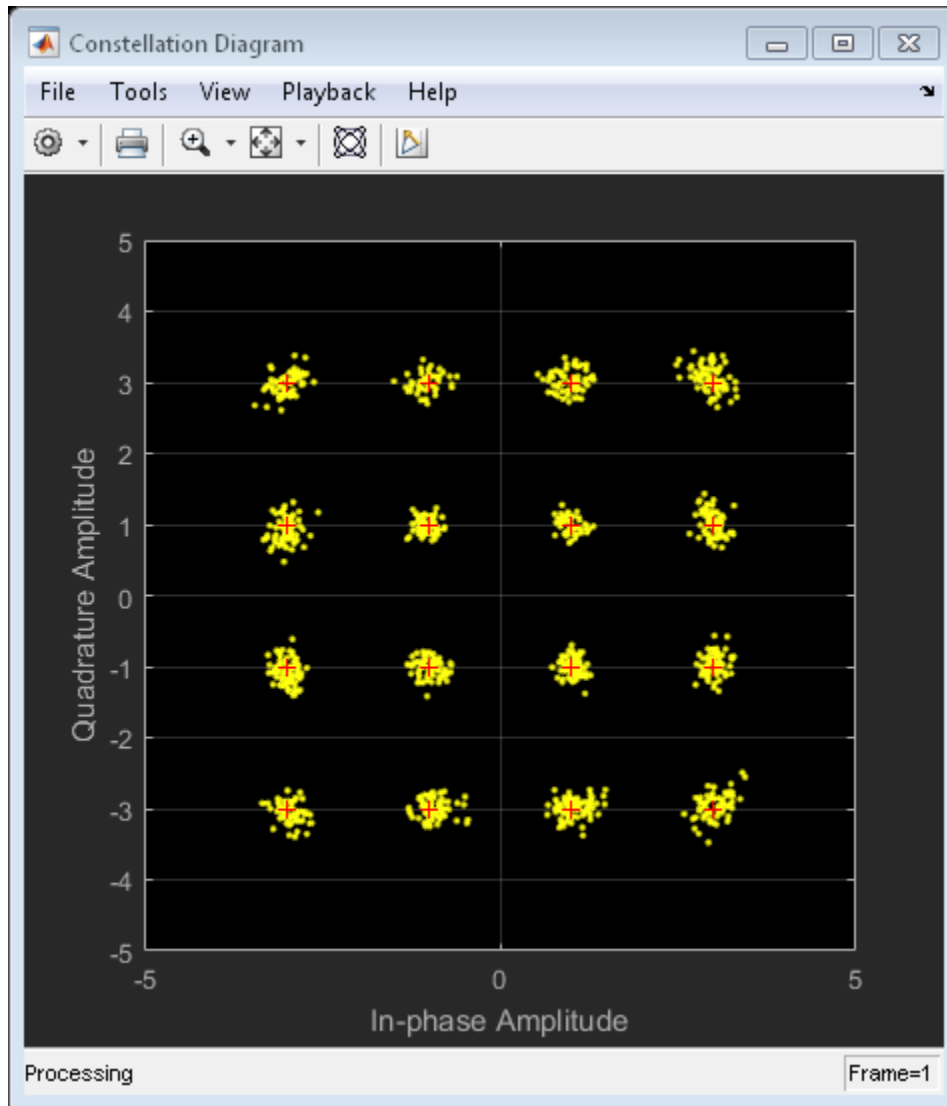 Constellation Diagram
File Tools View Playback Help
5
4
3
2
1
0
-1
-2
-3
-4
-5
Quadrature Amplitude
-5 0 5
In-phase Amplitude
Processing Frame=1